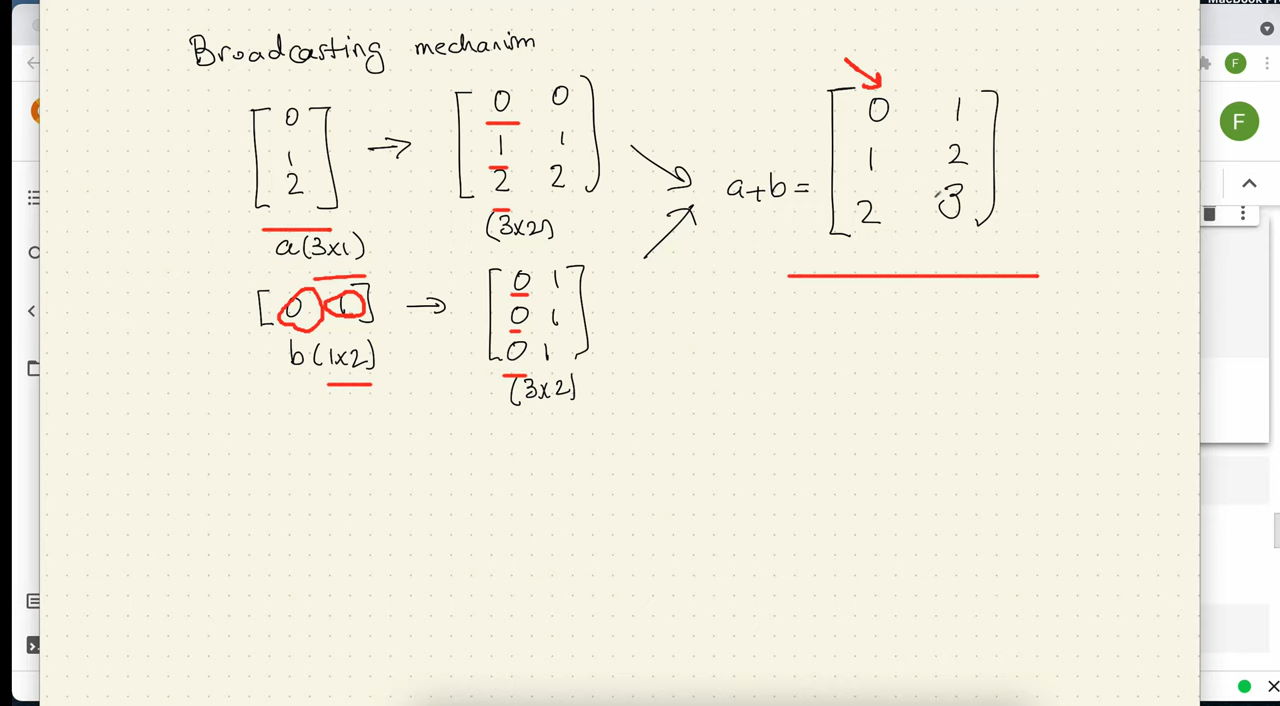 Broadcasting mechanism
[0 1 2] → [0 0 1 1 2 2]
a(3x1) (3x2)
[0 1] → [0 1 0 1 0 1]
b(1x2) (3x2)
a+b = [0 1 1 2 2 3]
F
F